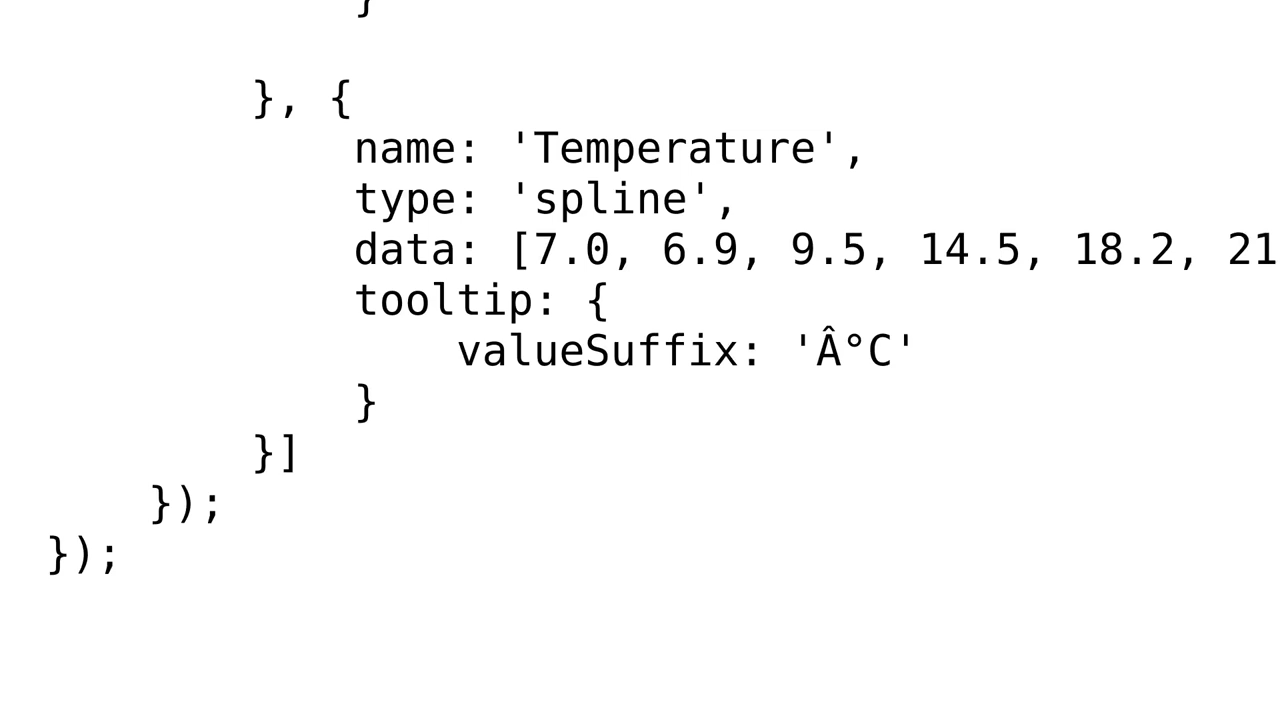 }
}, {
name: 'Temperature',
type: 'spline',
data: [7.0, 6.9, 9.5, 14.5, 18.2, 21
tooltip: {
valueSuffix: 'Â°C'
}
}]
});
});